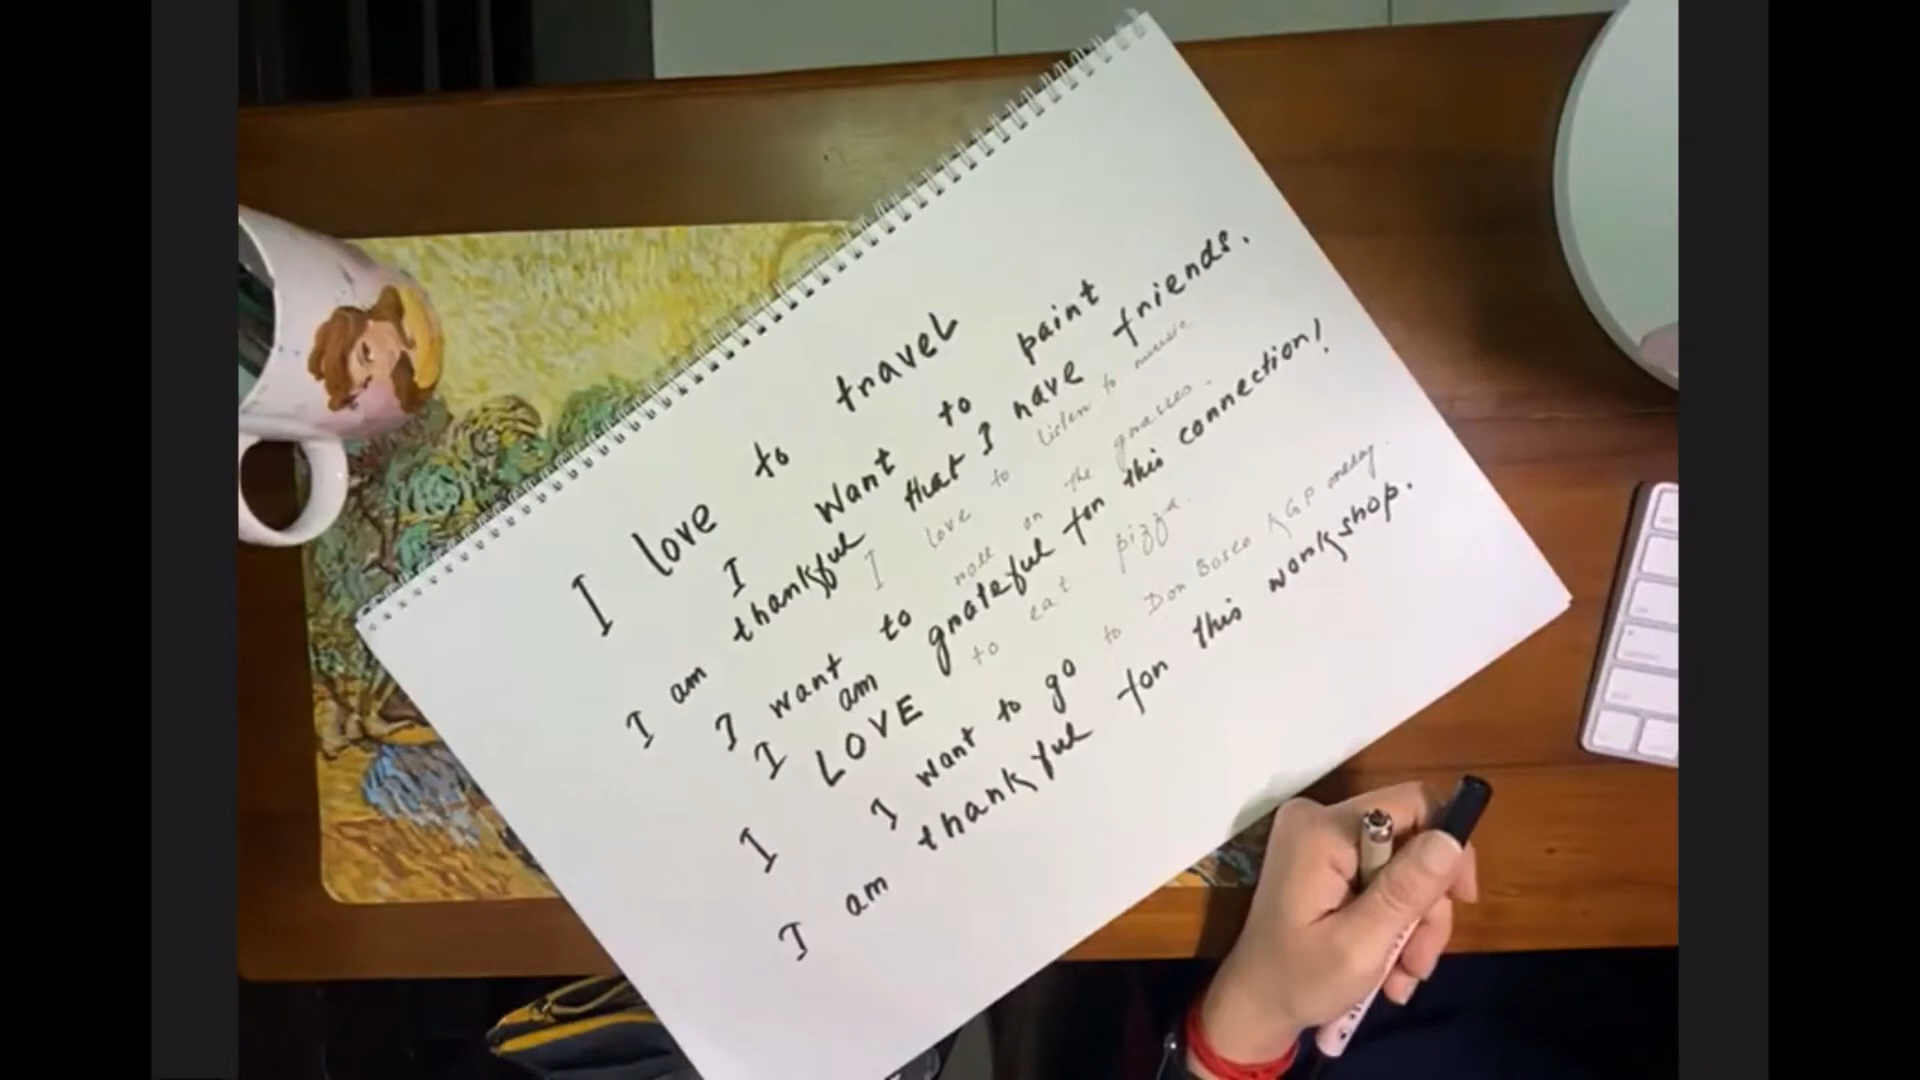 I love to travel
I want to paint
I am thankful that I have friends.
I love to listen to music
I want to roll on the grasses.
I am grateful for this connection!
I LOVE to eat pizza.
I want to go to Don Bosco KGP oneday.
I am thankful for this workshop.